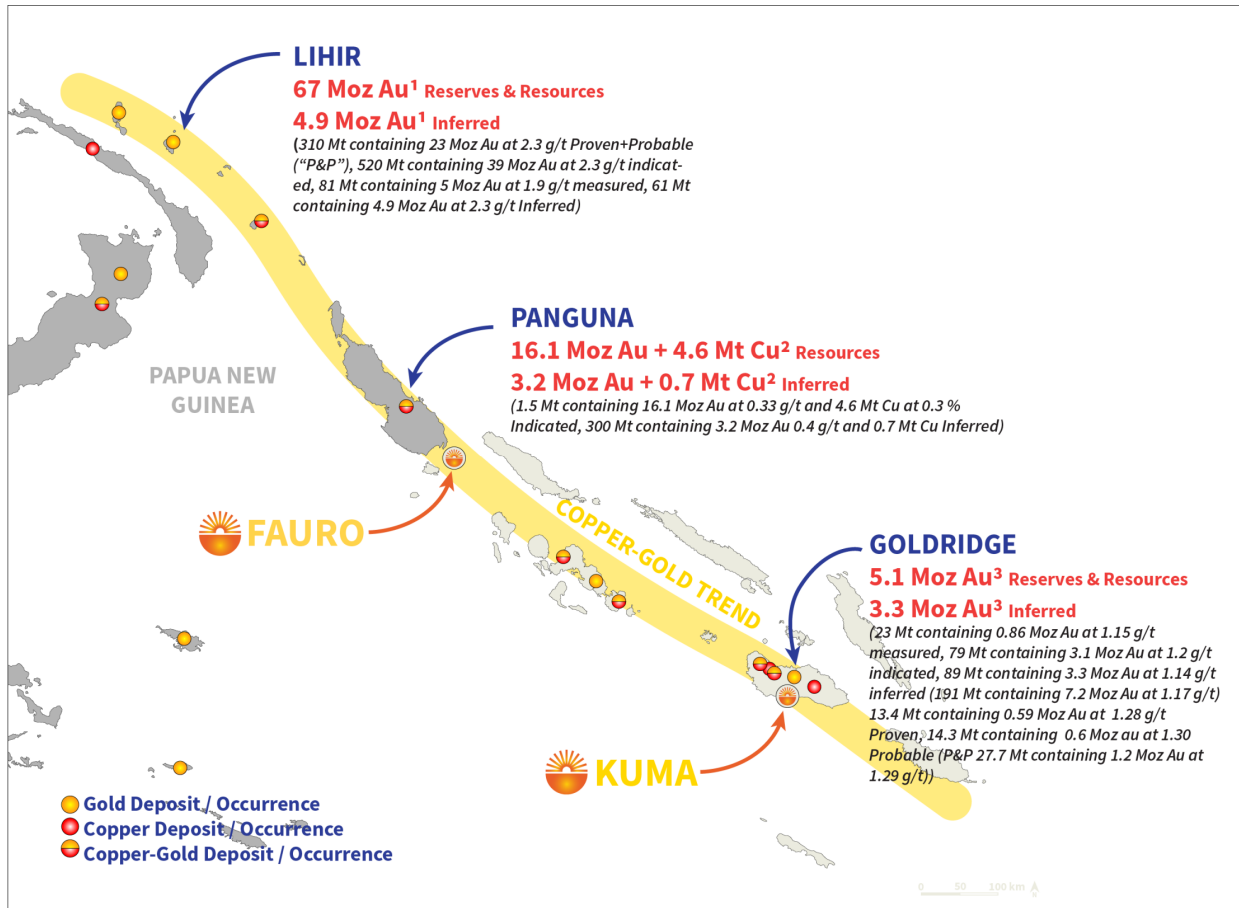 LIHIR
67 Moz Au¹ Reserves & Resources
4.9 Moz Au¹ Inferred
(310 Mt containing 23 Moz Au at 2.3 g/t Proven+Probable
(“P&P”), 520 Mt containing 39 Moz Au at 2.3 g/t indicat-
ed, 81 Mt containing 5 Moz Au at 1.9 g/t measured, 61 Mt
containing 4.9 Moz Au at 2.3 g/t Inferred)
PANGUNA
16.1 Moz Au + 4.6 Mt Cu² Resources
3.2 Moz Au + 0.7 Mt Cu² Inferred
(1.5 Mt containing 16.1 Moz Au at 0.33 g/t and 4.6 Mt Cu at 0.3 %
Indicated, 300 Mt containing 3.2 Moz Au 0.4 g/t and 0.7 Mt Cu Inferred)
PAPUA NEW
GUINEA
FAURO
COPPER-GOLD TREND
GOLDRIDGE
5.1 Moz Au³ Reserves & Resources
3.3 Moz Au³ Inferred
(23 Mt containing 0.86 Moz Au at 1.15 g/t
measured, 79 Mt containing 3.1 Moz Au at 1.2 g/t
indicated, 89 Mt containing 3.3 Moz Au at 1.14 g/t
inferred (191 Mt containing 7.2 Moz Au at 1.17 g/t)
13.4 Mt containing 0.59 Moz Au at 1.28 g/t
Proven, 14.3 Mt containing 0.6 Moz au at 1.30
Probable (P&P 27.7 Mt containing 1.2 Moz Au at
1.29 g/t))
KUMA
Gold Deposit / Occurrence
Copper Deposit / Occurrence
Copper-Gold Deposit / Occurrence
0 50 100 km